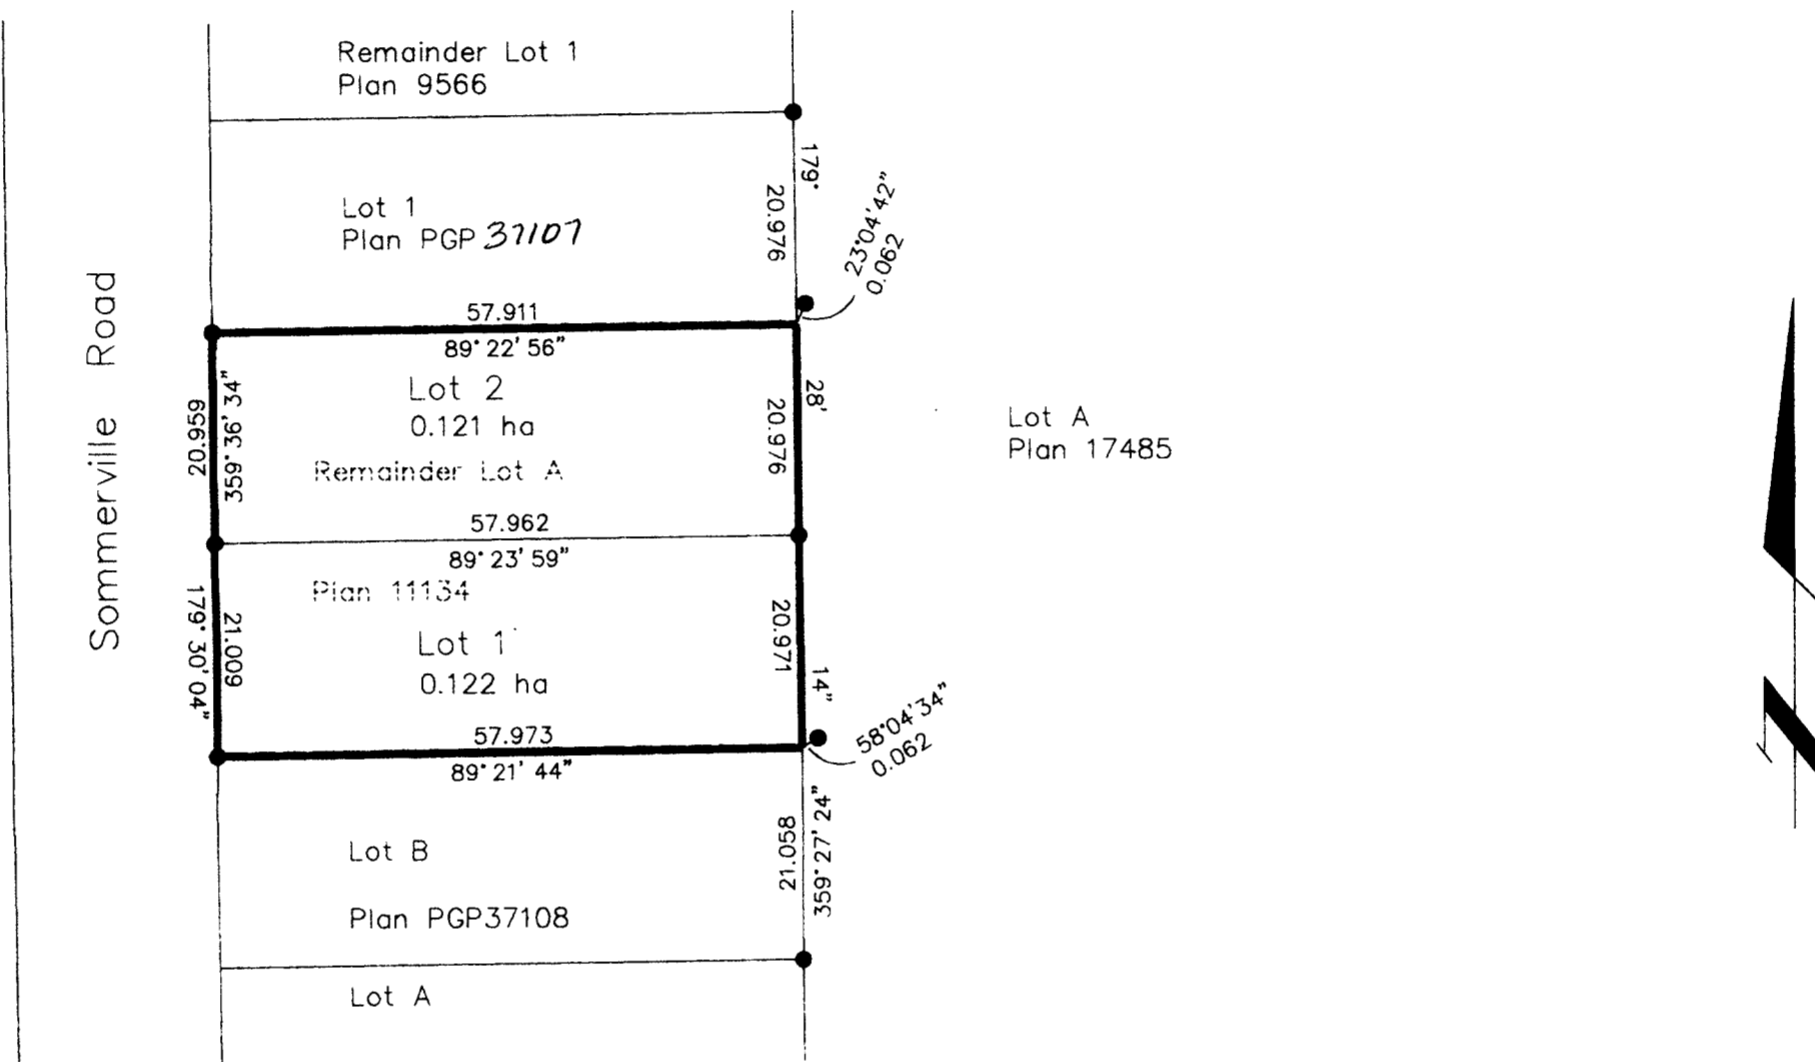 Remainder Lot 1
Plan 9566
179°
20.976
23°04'42"
0.062
Lot 1
Plan PGP 37107
Sommerville Road
57.911
89° 22' 56"
Lot 2
0.121 ha
Remainder Lot A
20.959
359° 36' 34"
20.976
28'
Lot A
Plan 17485
57.962
89° 23' 59"
Plan 11134
Lot 1
0.122 ha
179° 30' 04"
21.009
20.971
14"
58°04'34"
0.062
57.973
89° 21' 44"
Lot B
Plan PGP37108
21.058
359° 27' 24"
Lot A